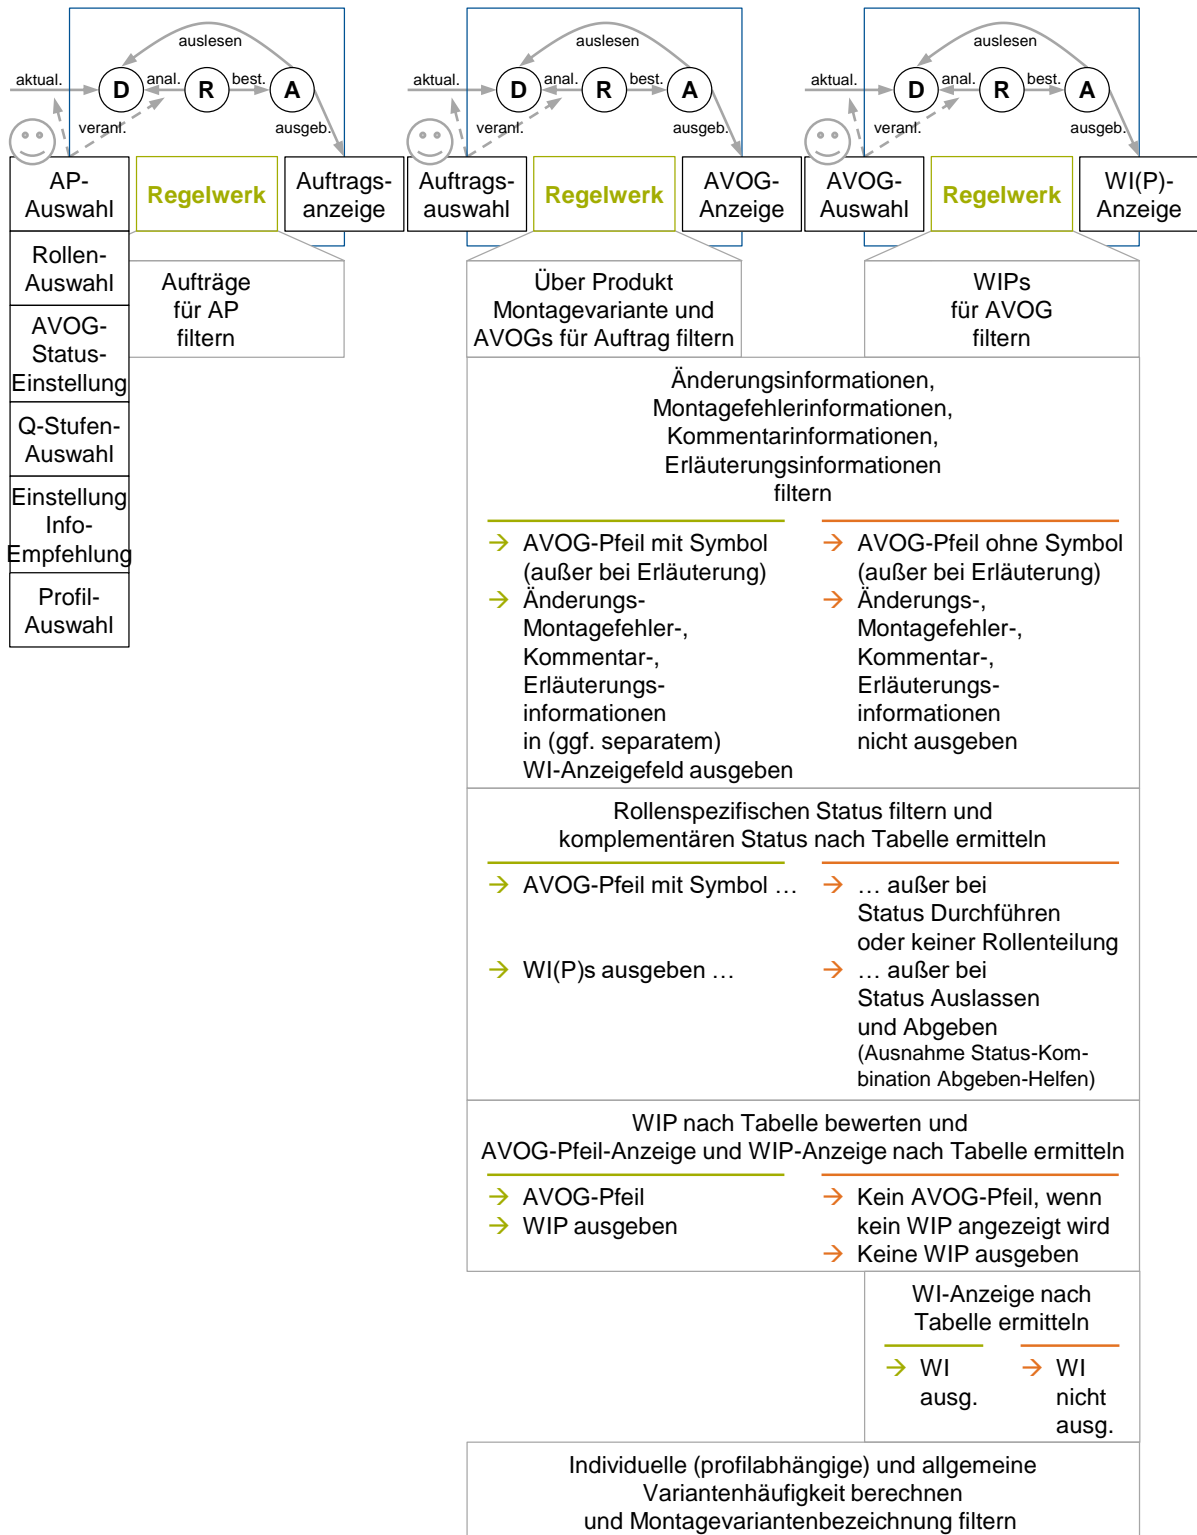 auslesen
aktual.
D
anal.
R
best.
A
veranl.
ausgeb.
AP-
Auswahl
Regelwerk
Auftrags-
anzeige
auslesen
aktual.
D
anal.
R
best.
A
veranl.
ausgeb.
Auftrags-
auswahl
Regelwerk
AVOG-
Anzeige
auslesen
aktual.
D
anal.
R
best.
A
veranl.
ausgeb.
AVOG-
Auswahl
Regelwerk
WI(P)-
Anzeige
Rollen-
Auswahl
AVOG-
Status-
Einstellung
Q-Stufen-
Auswahl
Einstellung
Info-
Empfehlung
Profil-
Auswahl
Aufträge
für AP
filtern
Über Produkt
Montagevariante und
AVOGs für Auftrag filtern
WIPs
für AVOG
filtern
Änderungsinformationen,
Montagefehlerinformationen,
Kommentarinformationen,
Erläuterungsinformationen
filtern
→ AVOG-Pfeil mit Symbol
(außer bei Erläuterung)
→ Änderungs-
Montagefehler-,
Kommentar-,
Erläuterungs-
informationen
in (ggf. separatem)
WI-Anzeigefeld ausgeben
→ AVOG-Pfeil ohne Symbol
(außer bei Erläuterung)
→ Änderungs-,
Montagefehler-,
Kommentar-,
Erläuterungs-
informationen
nicht ausgeben
Rollenspezifischen Status filtern und
komplementären Status nach Tabelle ermitteln
→ AVOG-Pfeil mit Symbol …
→ … außer bei
Status Durchführen
oder keiner Rollenteilung
→ WI(P)s ausgeben …
→ … außer bei
Status Auslassen
und Abgeben
(Ausnahme Status-Kom-
bination Abgeben-Helfen)
WIP nach Tabelle bewerten und
AVOG-Pfeil-Anzeige und WIP-Anzeige nach Tabelle ermitteln
→ AVOG-Pfeil
→ WIP ausgeben
→ Kein AVOG-Pfeil, wenn
kein WIP angezeigt wird
→ Keine WIP ausgeben
WI-Anzeige nach
Tabelle ermitteln
→ WI
ausg.
→ WI
nicht
ausg.
Individuelle (profilabhängige) und allgemeine
Variantenhäufigkeit berechnen
und Montagevariantenbezeichnung filtern